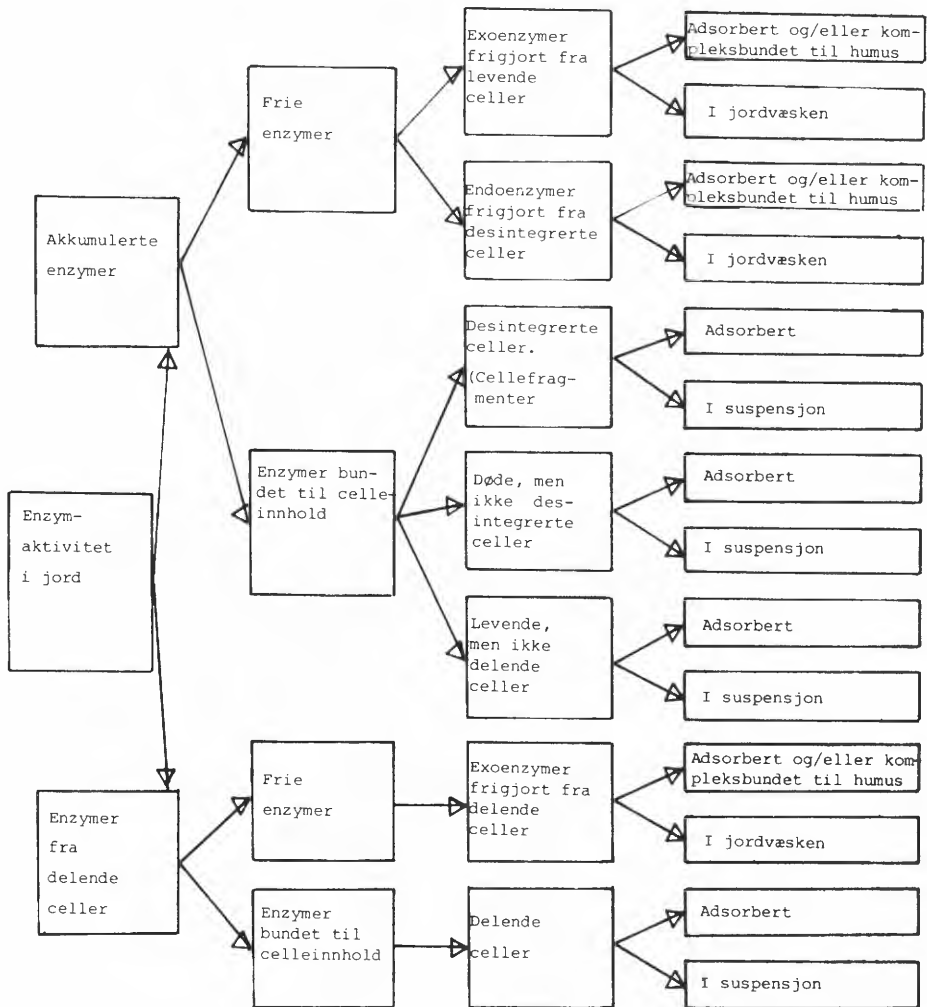 Enzym-
aktivitet
i jord
Akkumulerte
enzymer
Frie
enzymer
Exoenzymer
frigjort fra
levende
celler
Adsorbert og/eller kom-
pleksbundet til humus
I jordvæsken
Endoenzymer
frigjort fra
desintegrerte
celler
Adsorbert og/eller kom-
pleksbundet til humus
I jordvæsken
Enzymer bun-
det til celle-
innhold
Desintegrerte
celler.
(Cellefrag-
menter
Adsorbert
I suspensjon
Døde, men
ikke des-
integrerte
celler
Adsorbert
I suspensjon
Levende,
men ikke
delende
celler
Adsorbert
I suspensjon
Enzymer
fra
delende
celler
Frie
enzymer
Exoenzymer
frigjort fra
delende
celler
Adsorbert og/eller kom-
pleksbundet til humus
I jordvæsken
Enzymer
bundet til
celleinnhold
Delende
celler
Adsorbert
I suspensjon